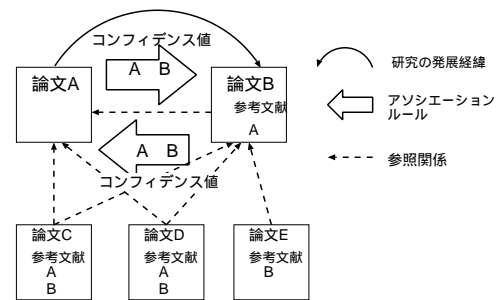 コンフィデンス値
論文A
A B
論文B
参考文献
A
研究の発展経緯
アソシエーション
ルール
A B
コンフィデンス値
参照関係
論文C
参考文献
A
B
論文D
参考文献
A
B
論文E
参考文献
B